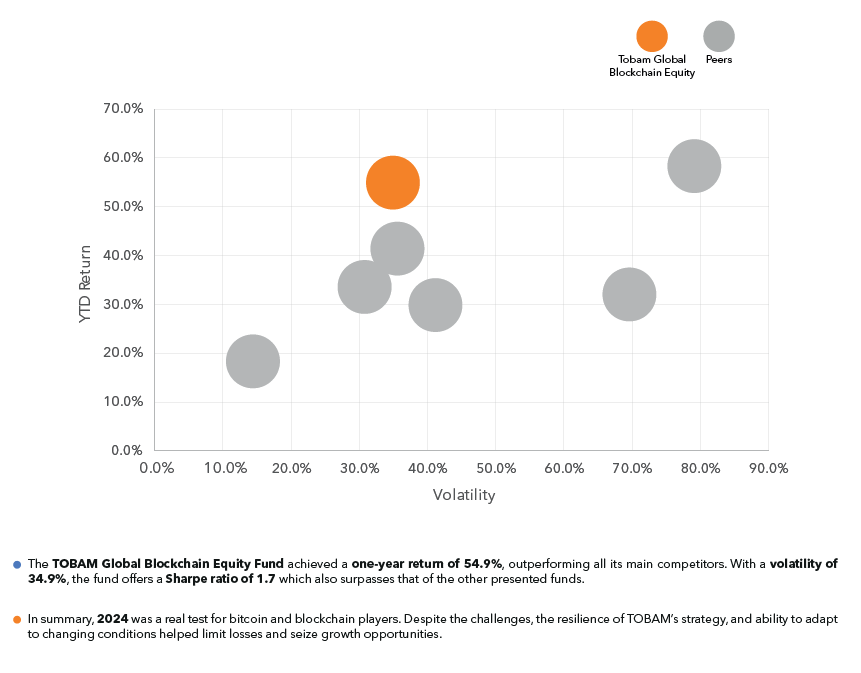 Tobam Global
Blockchain Equity
Peers
70.0%
60.0%
50.0%
40.0%
30.0%
20.0%
10.0%
0.0%
YTD Return
0.0%
10.0%
20.0%
30.0%
40.0%
50.0%
60.0%
70.0%
80.0%
90.0%
Volatility
The TOBAM Global Blockchain Equity Fund achieved a one-year return of 54.9%, outperforming all its main competitors. With a volatility of
34.9%, the fund offers a Sharpe ratio of 1.7 which also surpasses that of the other presented funds.
In summary, 2024 was a real test for bitcoin and blockchain players. Despite the challenges, the resilience of TOBAM's strategy, and ability to adapt
to changing conditions helped limit losses and seize growth opportunities.